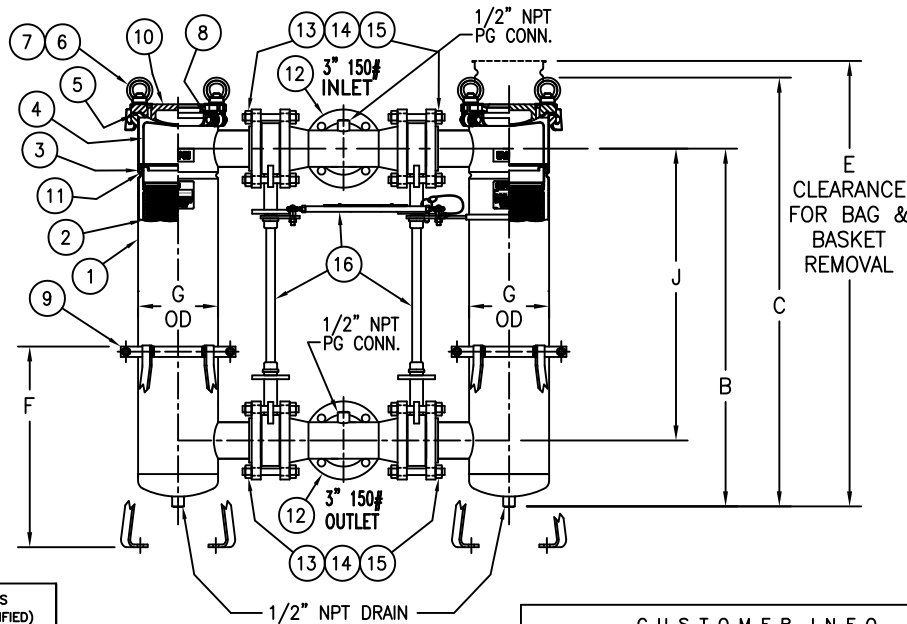 7 6
10
8
13 14 15
1/2" NPT
PG CONN.
5
12
3" 150#
INLET
4
3
11
2
1
E
CLEARANCE
FOR BAG &
BASKET
REMOVAL
C
J
B
16
G
OD
G
OD
9
1/2" NPT
PG CONN.
F
12
3" 150#
OUTLET
13 14 15
1/2" NPT DRAIN
S
IFIED)
CUSTOMER INFO